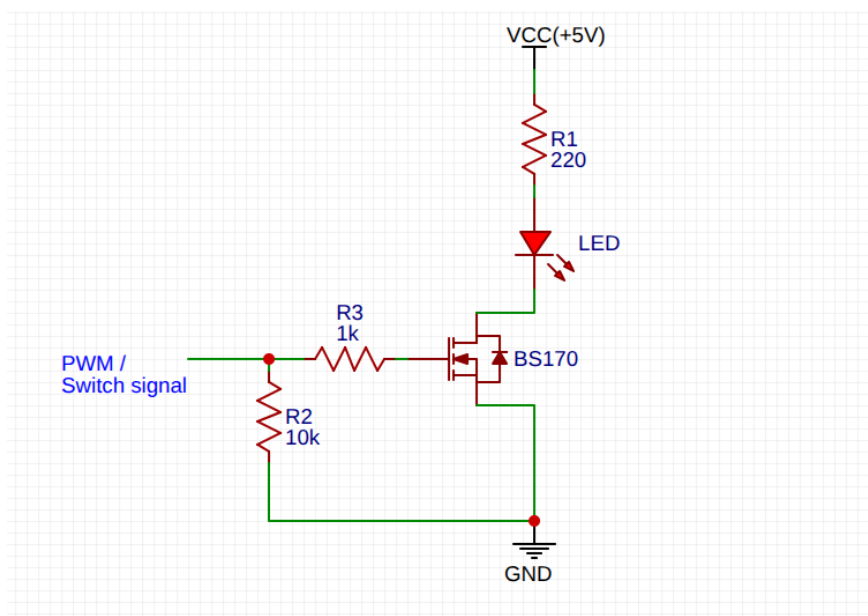 VCC(+5V)
R1
220
LED
R3
1k
BS170
PWM /
Switch signal
R2
10k
GND